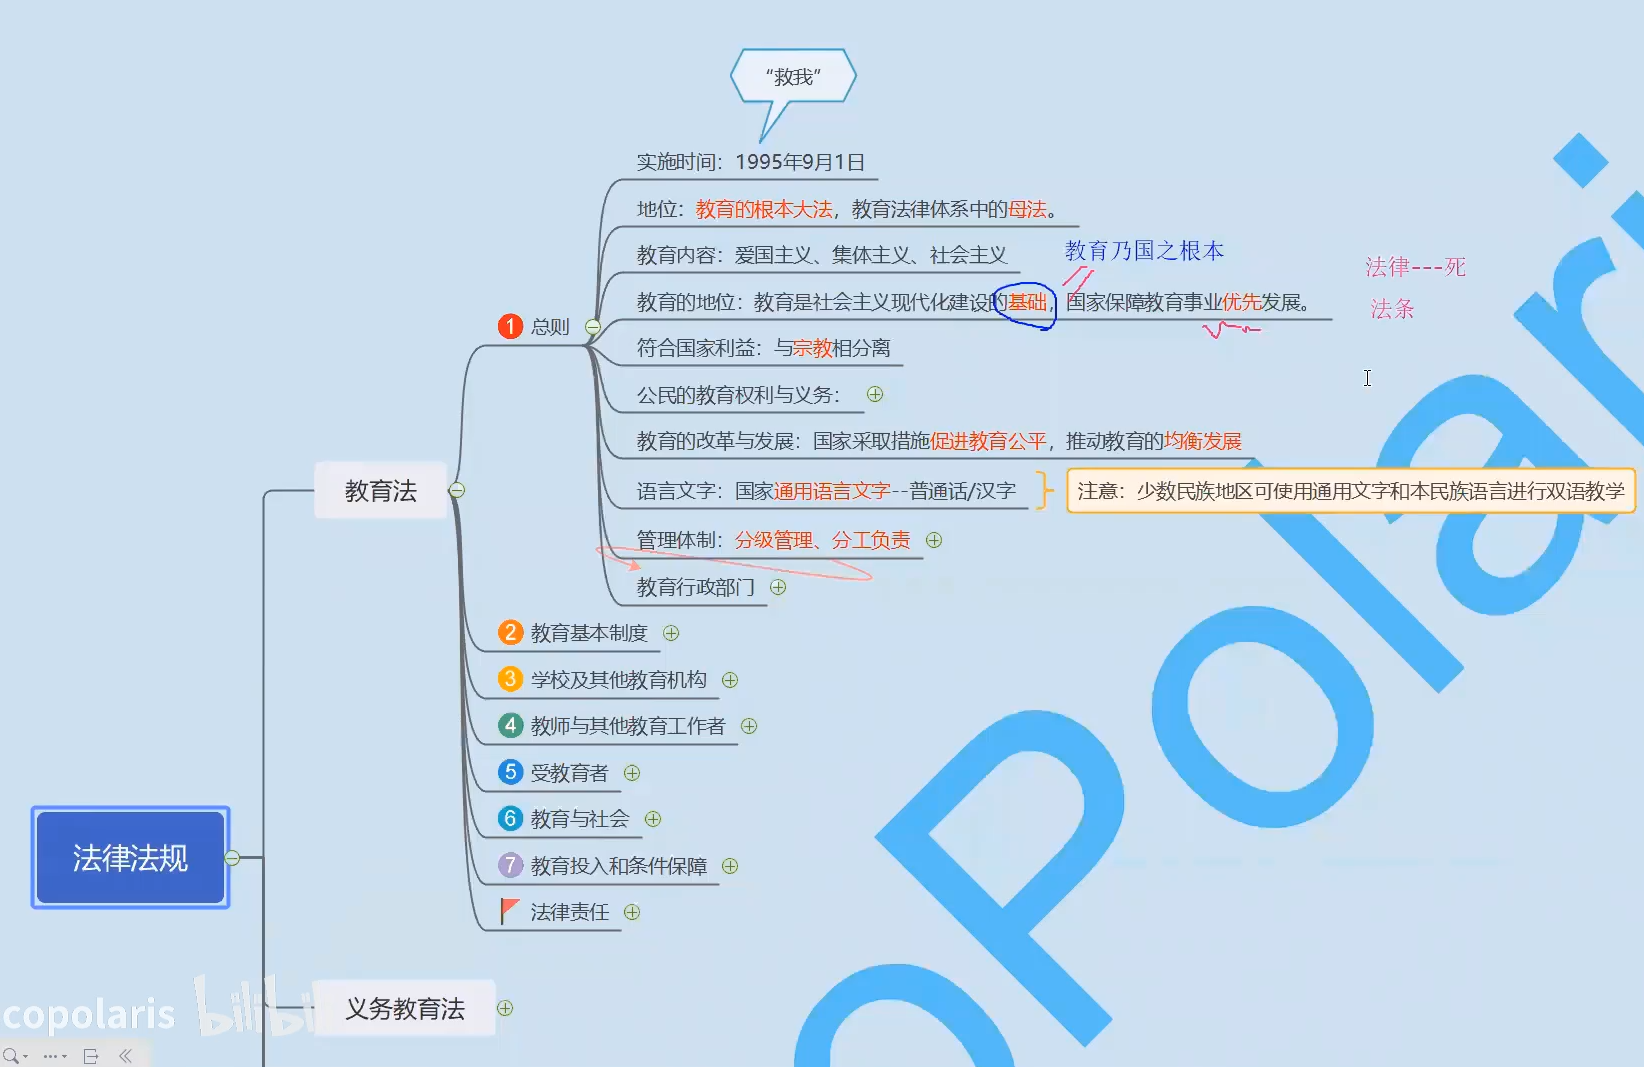 “救我”
实施时间：1995年9月1日
地位：教育的根本大法，教育法律体系中的母法。
教育内容：爱国主义、集体主义、社会主义
教育乃国之根本
法律---死
教育的地位：教育是社会主义现代化建设的基础，国家保障教育事业优先发展。
法条
1 总则
符合国家利益：与宗教相分离
公民的教育权利与义务：
教育的改革与发展：国家采取措施促进教育公平，推动教育的均衡发展
教育法
语言文字：国家通用语言文字--普通话/汉字
注意：少数民族地区可使用通用文字和本民族语言进行双语教学
管理体制：分级管理、分工负责
教育行政部门
2 教育基本制度
3 学校及其他教育机构
4 教师与其他教育工作者
5 受教育者
6 教育与社会
法律法规
7 教育投入和条件保障
法律责任
义务教育法
copolaris bilibili
oPolari